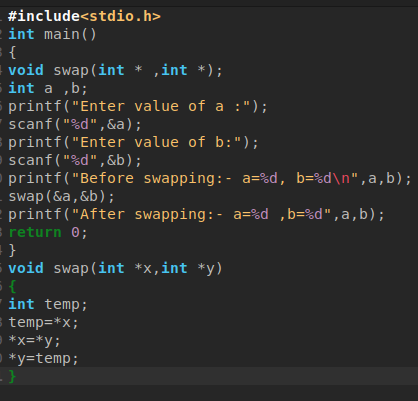 #include<stdio.h>
int main()
{
void swap(int * ,int *);
int a ,b;
printf("Enter value of a :");
scanf("%d",&a);
printf("Enter value of b:");
scanf("%d",&b);
printf("Before swapping:- a=%d, b=%d\n",a,b);
swap(&a,&b);
printf("After swapping:- a=%d ,b=%d",a,b);
return 0;
}
void swap(int *x,int *y)
{
int temp;
temp=*x;
*x=*y;
*y=temp;
}